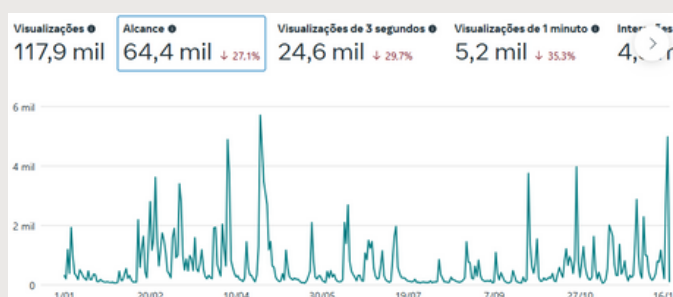 Visualizações Alcance Visualizações de 3 segundos Visualizações de 1 minuto
117,9 mil 64,4 mil ↓ 27,1% 24,6 mil ↓ 29,7% 5,2 mil ↓ 35,3%
6 mil
4 mil
2 mil
0
1/01 20/02 10/04 30/05 19/07 7/09 27/10